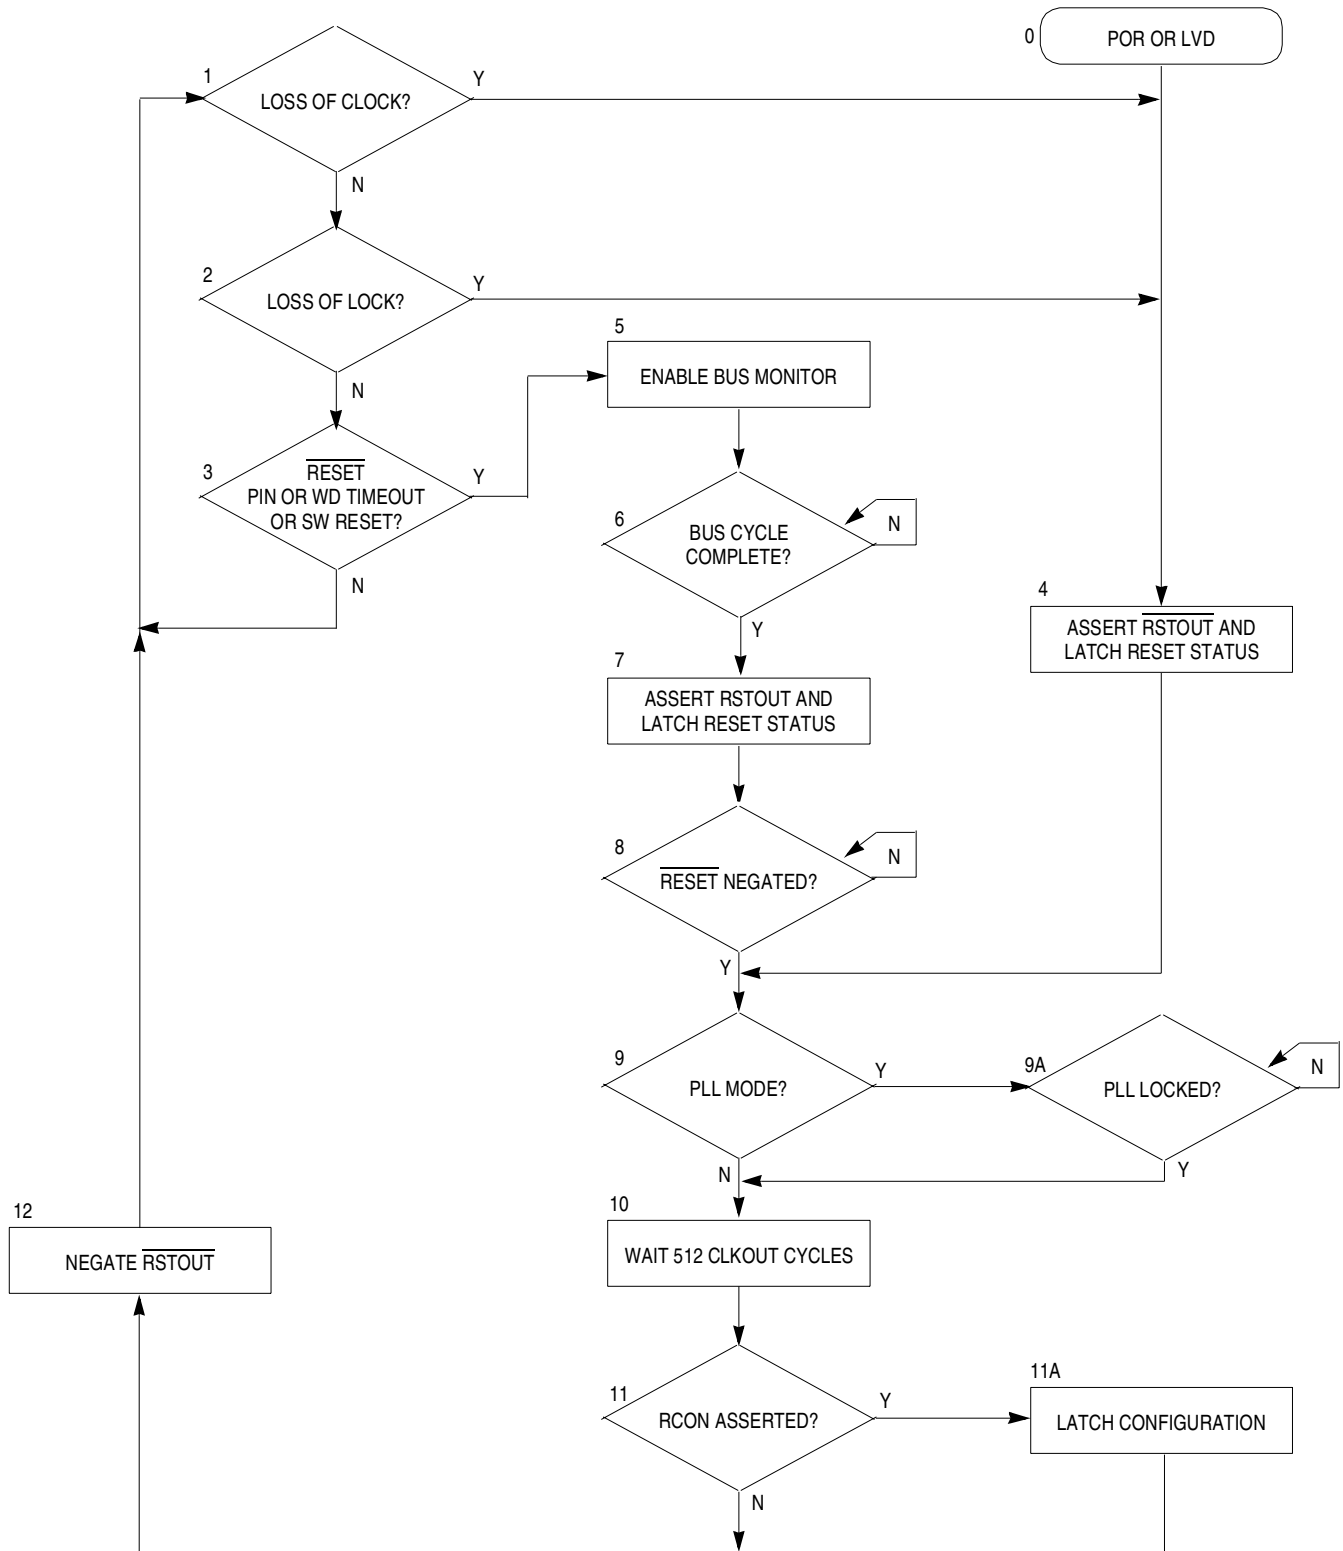 0
POR OR LVD
1
LOSS OF CLOCK?
Y
N
2
LOSS OF LOCK?
Y
N
3
RESET
PIN OR WD TIMEOUT
OR SW RESET?
Y
N
5
ENABLE BUS MONITOR
6
BUS CYCLE
COMPLETE?
N
Y
4
ASSERT RSTOUT AND
LATCH RESET STATUS
7
ASSERT RSTOUT AND
LATCH RESET STATUS
8
RESET NEGATED?
N
Y
9
PLL MODE?
Y
N
9A
PLL LOCKED?
N
Y
10
WAIT 512 CLKOUT CYCLES
12
NEGATE RSTOUT
11
RCON ASSERTED?
Y
N
11A
LATCH CONFIGURATION